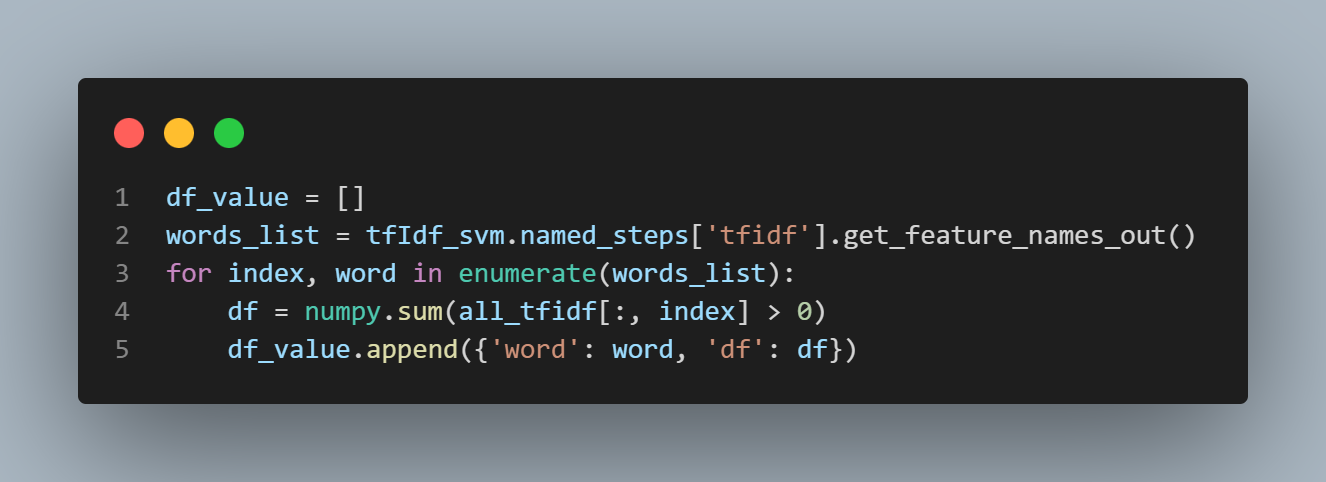 1 df_value = []
2 words_list = tfIdf_svm.named_steps['tfidf'].get_feature_names_out()
3 for index, word in enumerate(words_list):
4     df = numpy.sum(all_tfidf[:, index] > 0)
5     df_value.append({'word': word, 'df': df})